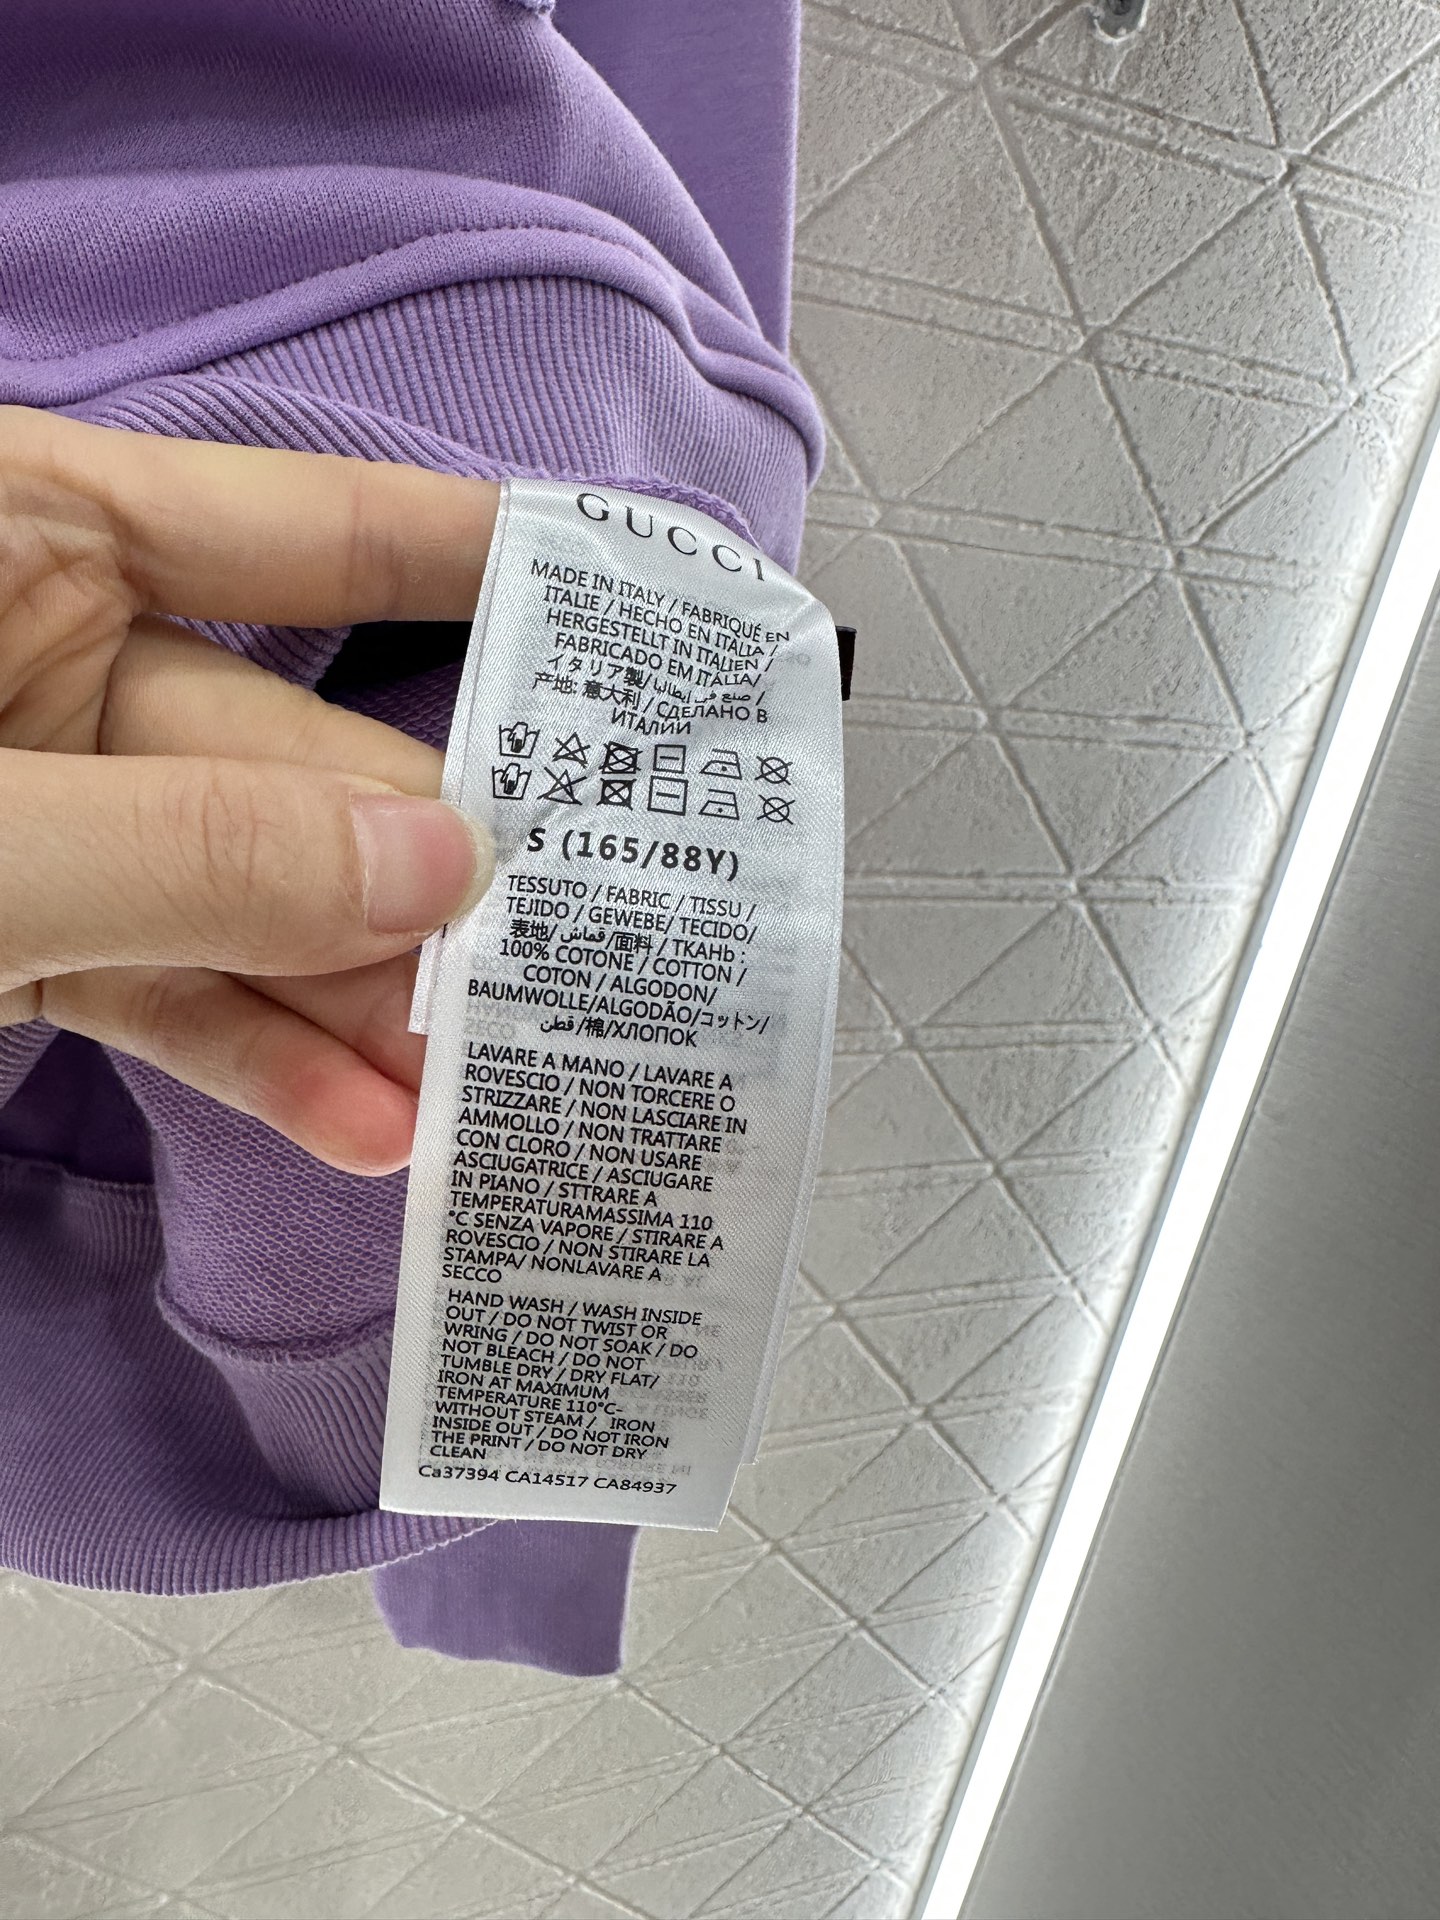 GUCCI
MADE IN ITALY / FABRIQUÉ EN
ITALIE / HECHO EN ITALIA /
HERGESTELLT IN ITALIEN /
FABRICADO EM ITALIA/
イタリア製/صنع في إيطاليا /
产地: 意大利 / СДЕЛАНО В
ИТАЛИИ
S (165/88Y)
TESSUTO / FABRIC / TISSU /
TEJIDO / GEWEBE/ TECIDO/
表地/ قماش /面料 / ТКАНЬ :
100% COTONE / COTTON /
COTON / ALGODON/
BAUMWOLLE/ALGODÃO/コットン/
قطن /棉/ХЛОПОК
LAVARE A MANO / LAVARE A
ROVESCIO / NON TORCERE O
STRIZZARE / NON LASCIARE IN
AMMOLLO / NON TRATTARE
CON CLORO / NON USARE
ASCIUGATRICE / ASCIUGARE
IN PIANO / STTRARE A
TEMPERATURAMASSIMA 110
°C SENZA VAPORE / STIRARE A
ROVESCIO / NON STIRARE LA
STAMPA/ NONLAVARE A
SECCO
HAND WASH / WASH INSIDE
OUT / DO NOT TWIST OR
WRING / DO NOT SOAK / DO
NOT BLEACH / DO NOT
TUMBLE DRY / DRY FLAT/
IRON AT MAXIMUM
TEMPERATURE 110°C-
WITHOUT STEAM / IRON
INSIDE OUT / DO NOT IRON
THE PRINT / DO NOT DRY
CLEAN
Ca37394 CA14517 CA84937